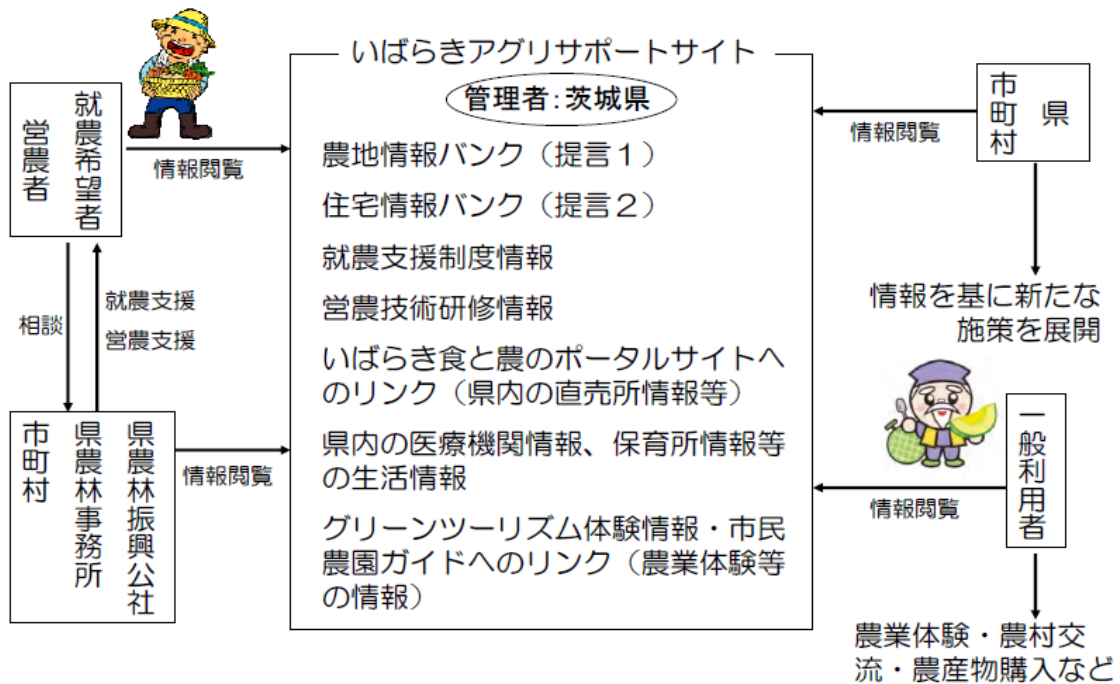 いばらきアグリサポートサイト
管理者:茨城県
農地情報バンク（提言１）
住宅情報バンク（提言２）
就農支援制度情報
営農技術研修情報
いばらき食と農のポータルサイトへ
のリンク（県内の直売所情報等）
県内の医療機関情報、保育所情報等
の生活情報
グリーンツーリズム体験情報・市民
農園ガイドへのリンク（農業体験等
の情報）
就農希望者
営農者
情報閲覧
相談
就農支援
営農支援
県農林振興公社
県農林事務所
市町村
情報閲覧
県
市町村
情報閲覧
情報を基に新たな
施策を展開
一般利用者
情報閲覧
農業体験・農村交
流・農産物購入など